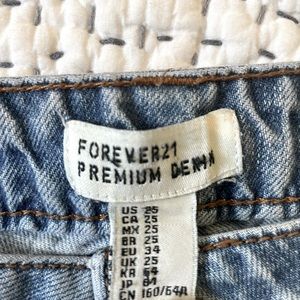 FOREVER21
PREMIUM DENIM
US 25
CA 25
MX 25
BR 25
EU 34
UK 25
KR 64
JP 64
CN 160/64A